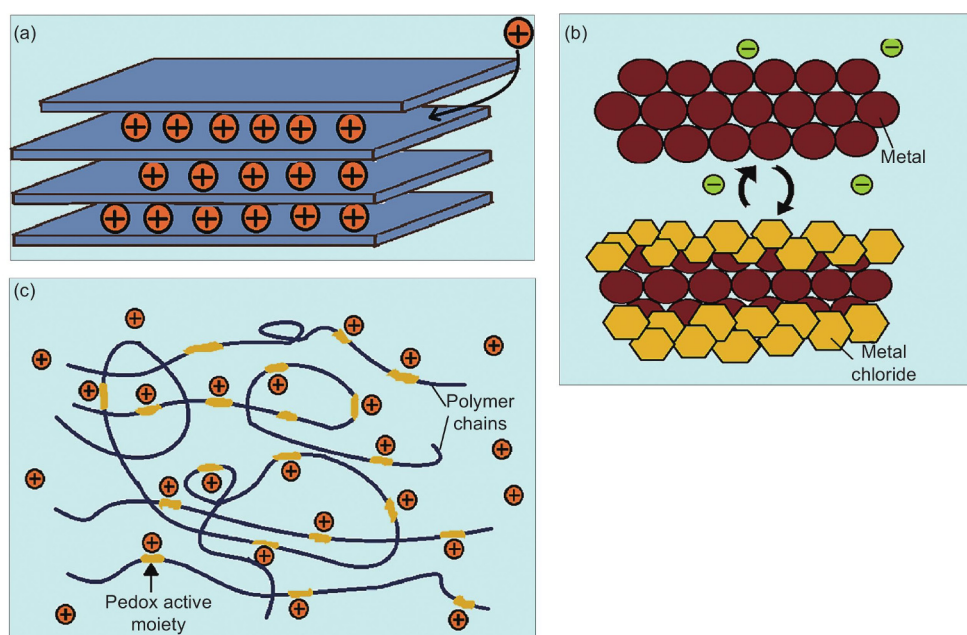 (a)
(b)
Metal
Metal
chloride
(c)
Polymer
chains
Pedox active
moiety